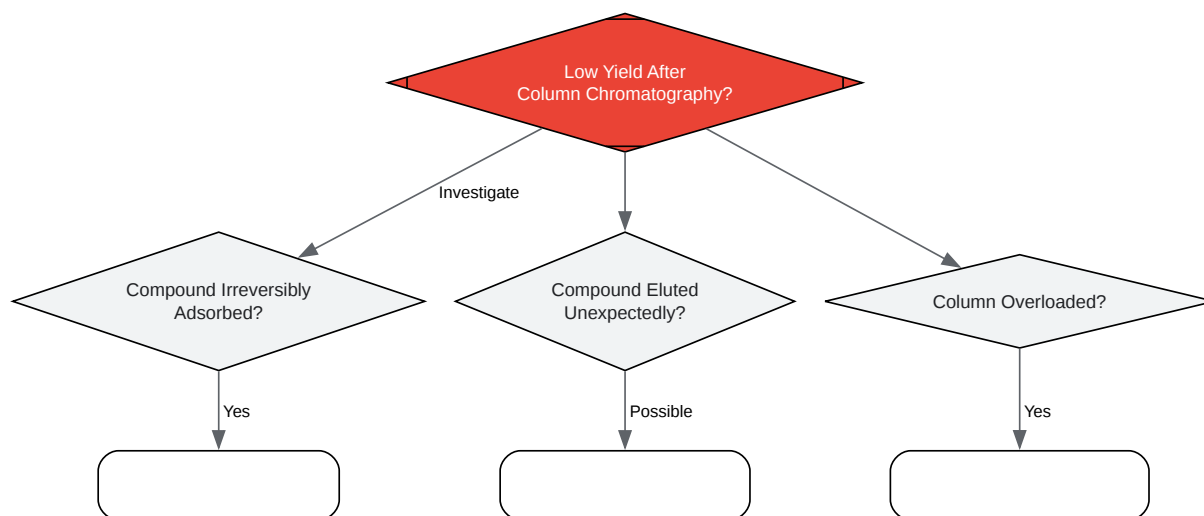 Low Yield After
Column Chromatography?
Investigate
Compound Irreversibly
Adsorbed?
Compound Eluted
Unexpectedly?
Column Overloaded?
Yes
Possible
Yes